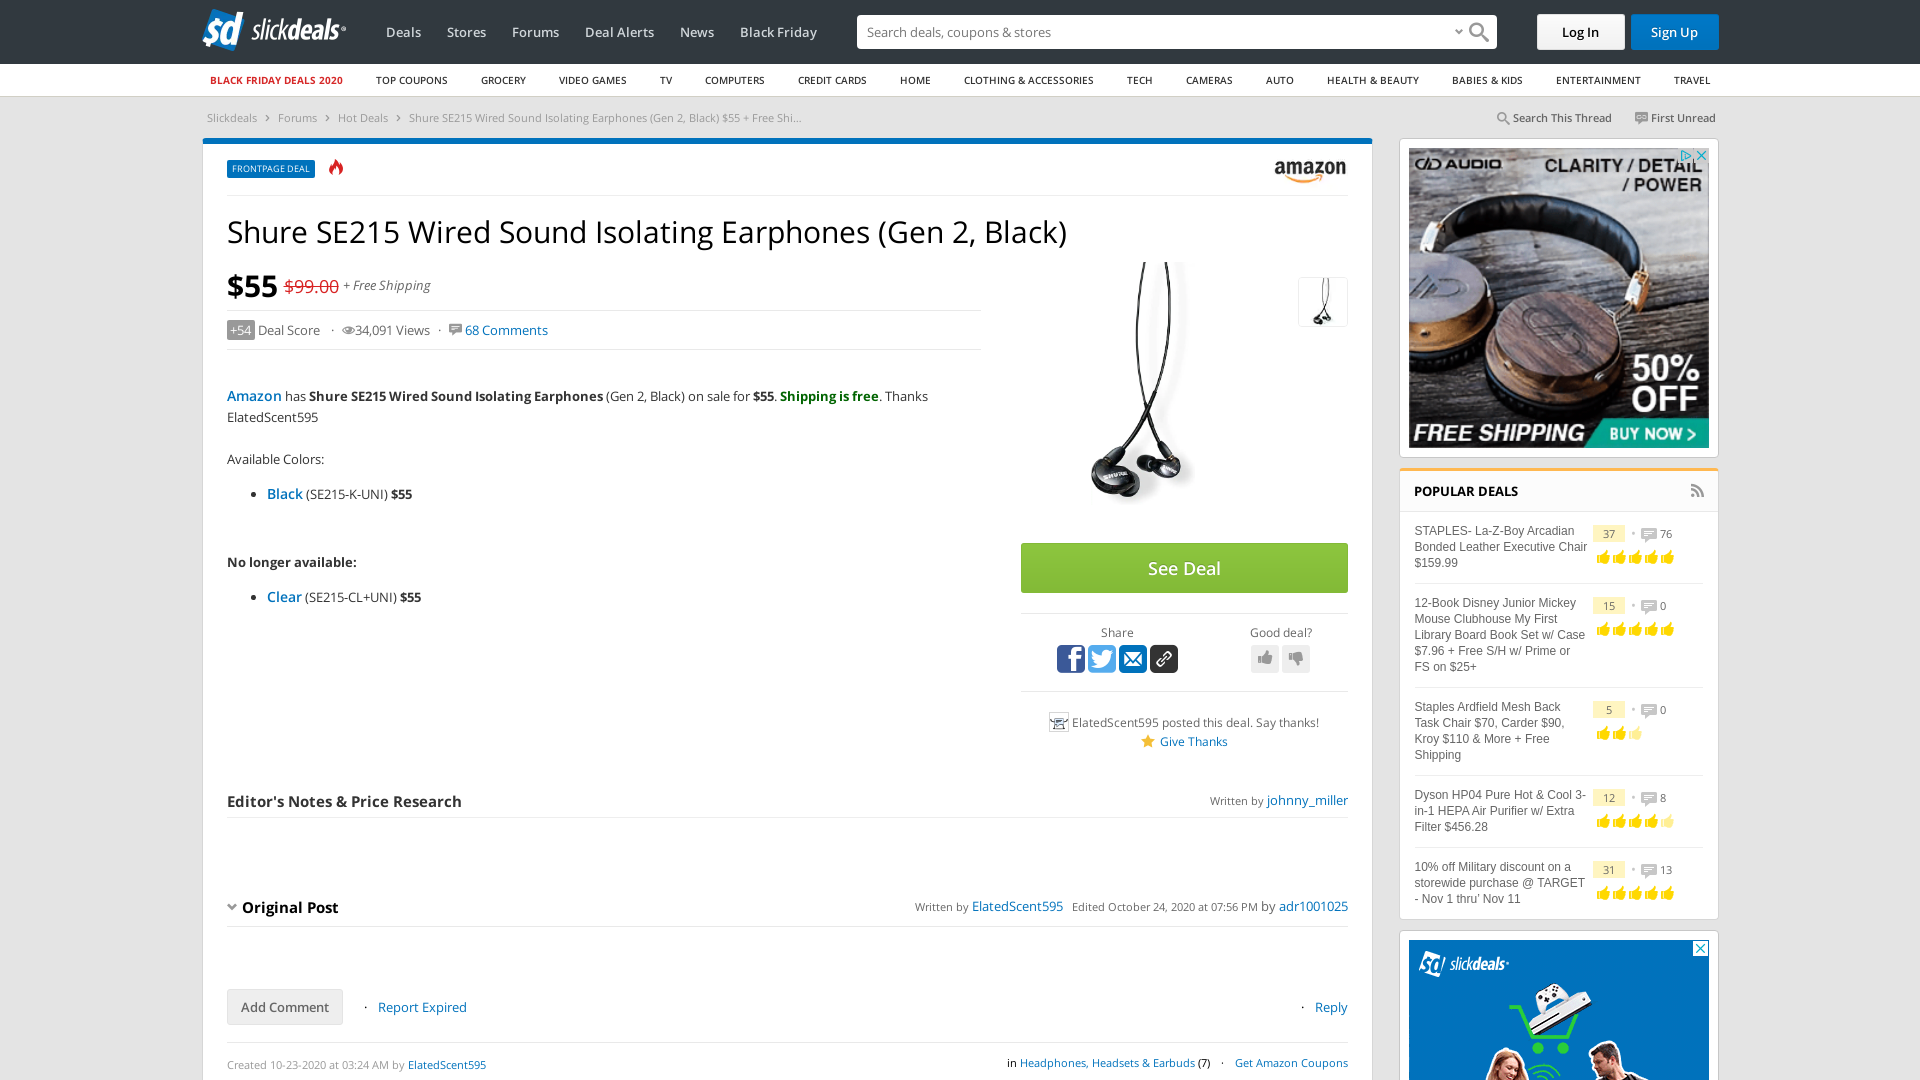 slickdeals
Deals Stores Forums Deal Alerts News Black Friday
Search deals, coupons & stores
Log In Sign Up
BLACK FRIDAY DEALS 2020 TOP COUPONS GROCERY VIDEO GAMES TV COMPUTERS CREDIT CARDS HOME CLOTHING & ACCESSORIES TECH CAMERAS AUTO HEALTH & BEAUTY BABIES & KIDS ENTERTAINMENT TRAVEL
Slickdeals > Forums > Hot Deals > Shure SE215 Wired Sound Isolating Earphones (Gen 2, Black) $55 + Free Shi...
Search This Thread First Unread
FRONTPAGE DEAL
amazon
Shure SE215 Wired Sound Isolating Earphones (Gen 2, Black)
$55 $99.00 + Free Shipping
+54 Deal Score · 34,091 Views · 68 Comments
Amazon has Shure SE215 Wired Sound Isolating Earphones (Gen 2, Black) on sale for $55. Shipping is free. Thanks
ElatedScent595
Available Colors:
• Black (SE215-K-UNI) $55
No longer available:
• Clear (SE215-CL+UNI) $55
SHURE
See Deal
Share
Good deal?
ElatedScent595 posted this deal. Say thanks!
Give Thanks
Editor's Notes & Price Research
Written by johnny_miller
Original Post
Written by ElatedScent595 Edited October 24, 2020 at 07:56 PM by adr1001025
Add Comment · Report Expired
· Reply
Created 10-23-2020 at 03:24 AM by ElatedScent595
in Headphones, Headsets & Earbuds (7) · Get Amazon Coupons
AUDIO
CLARITY / DETAIL
/ POWER
50%
OFF
FREE SHIPPING
BUY NOW >
POPULAR DEALS
STAPLES- La-Z-Boy Arcadian
Bonded Leather Executive Chair
$159.99
37 · 76
12-Book Disney Junior Mickey
Mouse Clubhouse My First
Library Board Book Set w/ Case
$7.96 + Free S/H w/ Prime or
FS on $25+
15 · 0
Staples Ardfield Mesh Back
Task Chair $70, Carder $90,
Kroy $110 & More + Free
Shipping
5 · 0
Dyson HP04 Pure Hot & Cool 3-
in-1 HEPA Air Purifier w/ Extra
Filter $456.28
12 · 8
10% off Military discount on a
storewide purchase @ TARGET
- Nov 1 thru' Nov 11
31 · 13
slickdeals